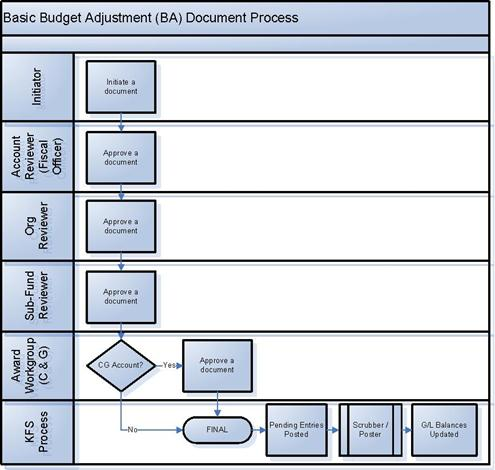 Basic Budget Adjustment (BA) Document Process
Initiator
Initiate a
document
Account
Reviewer
(Fiscal
Officer)
Approve a
document
Org
Reviewer
Approve a
document
Sub-Fund
Reviewer
Approve a
document
Award
Workgroup
(C & G)
CG Account?
Yes
Approve a
document
KFS
Process
No
FINAL
Pending Entries
Posted
Scrubber /
Poster
G/L Balances
Updated